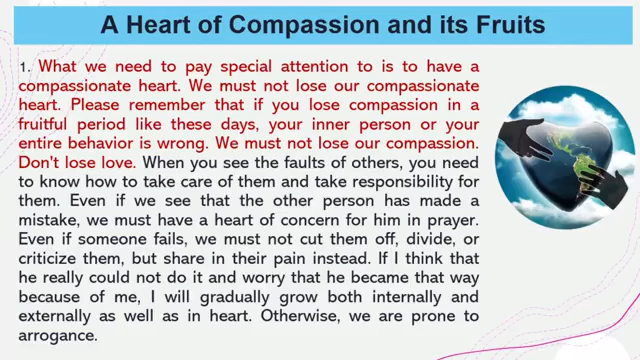 A Heart of Compassion and its Fruits
1. What we need to pay special attention to is to have a
compassionate heart. We must not lose our compassionate
heart. Please remember that if you lose compassion in a
fruitful period like these days, your inner person or your
entire behavior is wrong. We must not lose our compassion.
Don't lose love. When you see the faults of others, you need
to know how to take care of them and take responsibility for
them. Even if we see that the other person has made a
mistake, we must have a heart of concern for him in prayer.
Even if someone fails, we must not cut them off, divide, or
criticize them, but share in their pain instead. If I think that
he really could not do it and worry that he became that way
because of me, I will gradually grow both internally and
externally as well as in heart. Otherwise, we are prone to
arrogance.